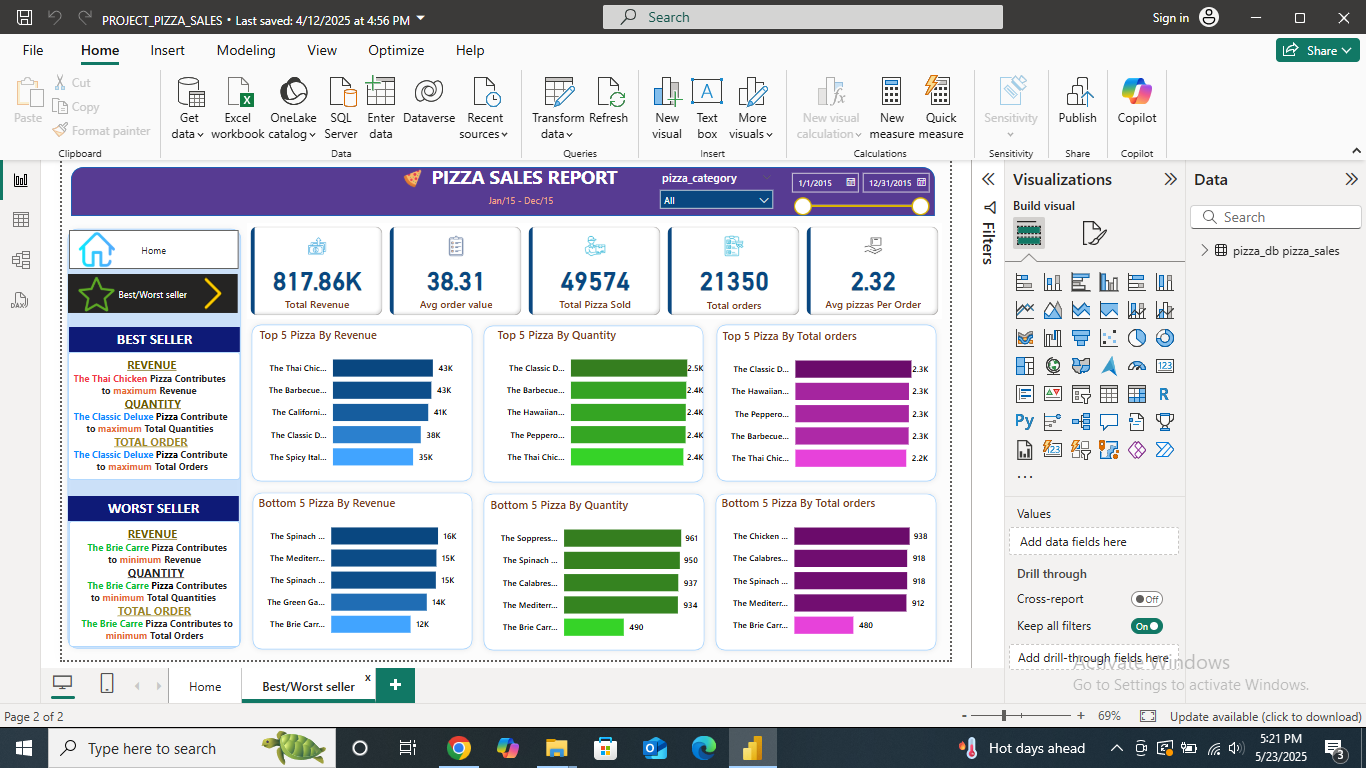 PROJECT_PIZZA_SALES • Last saved: 4/12/2025 at 4:56 PM
Search
Sign in
File Home Insert Modeling View Optimize Help
Share
Paste
Cut
Copy
Format painter
Clipboard
Get data
Excel workbook
OneLake catalog
SQL Server
Enter data
Dataverse
Recent sources
Data
Transform data
Refresh
Queries
New visual
Text box
More visuals
Insert
New visual calculation
New measure
Quick measure
Calculations
Sensitivity
Sensitivity
Publish
Share
Copilot
Copilot
PIZZA SALES REPORT
Jan/15 - Dec/15
pizza_category
All
1/1/2015
12/31/2015
Home
Best/Worst seller
817.86K
Total Revenue
38.31
Avg order value
49574
Total Pizza Sold
21350
Total orders
2.32
Avg pizzas Per Order
BEST SELLER
REVENUE
The Thai Chicken Pizza Contributes
to maximum Revenue
QUANTITY
The Classic Deluxe Pizza Contribute
to maximum Total Quantities
TOTAL ORDER
The Classic Deluxe Pizza Contribute
to maximum Total Orders
WORST SELLER
REVENUE
The Brie Carre Pizza Contributes
to minimum Revenue
QUANTITY
The Brie Carre Pizza Contributes
to minimum Total Quantities
TOTAL ORDER
The Brie Carre Pizza Contributes to
minimum Total Orders
Top 5 Pizza By Revenue
The Thai Chic... 43K
The Barbecue... 43K
The Californi... 41K
The Classic D... 38K
The Spicy Ital... 35K
Top 5 Pizza By Quantity
The Classic D... 2.5K
The Barbecue... 2.4K
The Hawaiian... 2.4K
The Peppero... 2.4K
The Thai Chic... 2.4K
Top 5 Pizza By Total orders
The Classic D... 2.3K
The Hawaiian... 2.3K
The Peppero... 2.3K
The Barbecue... 2.3K
The Thai Chic... 2.2K
Bottom 5 Pizza By Revenue
The Spinach ... 16K
The Mediterr... 15K
The Spinach ... 15K
The Green Ga... 14K
The Brie Carr... 12K
Bottom 5 Pizza By Quantity
The Soppress... 961
The Spinach ... 950
The Calabres... 937
The Mediterr... 934
The Brie Carr... 490
Bottom 5 Pizza By Total orders
The Chicken ... 938
The Calabres... 918
The Spinach ... 918
The Mediterr... 912
The Brie Carr... 480
Filters
Visualizations
Build visual
123
R
Py
123
...
Values
Add data fields here
Drill through
Cross-report Off
Keep all filters On
Add drill-through fields here
Data
Search
pizza_db pizza_sales
Activate Windows
Go to Settings to activate Windows.
Home
Best/Worst seller x
+
Page 2 of 2
- + 69%
Update available (click to download)
Type here to search
Hot days ahead
5:21 PM
5/23/2025
3